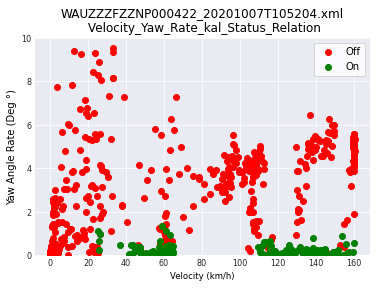 WAUZZZFZZNP000422_20201007T105204.xml
Velocity_Yaw_Rate_kal_Status_Relation
Off
On
Yaw Angle Rate (Deg °)
10
8
6
4
2
0
0 20 40 60 80 100 120 140 160
Velocity (km/h)